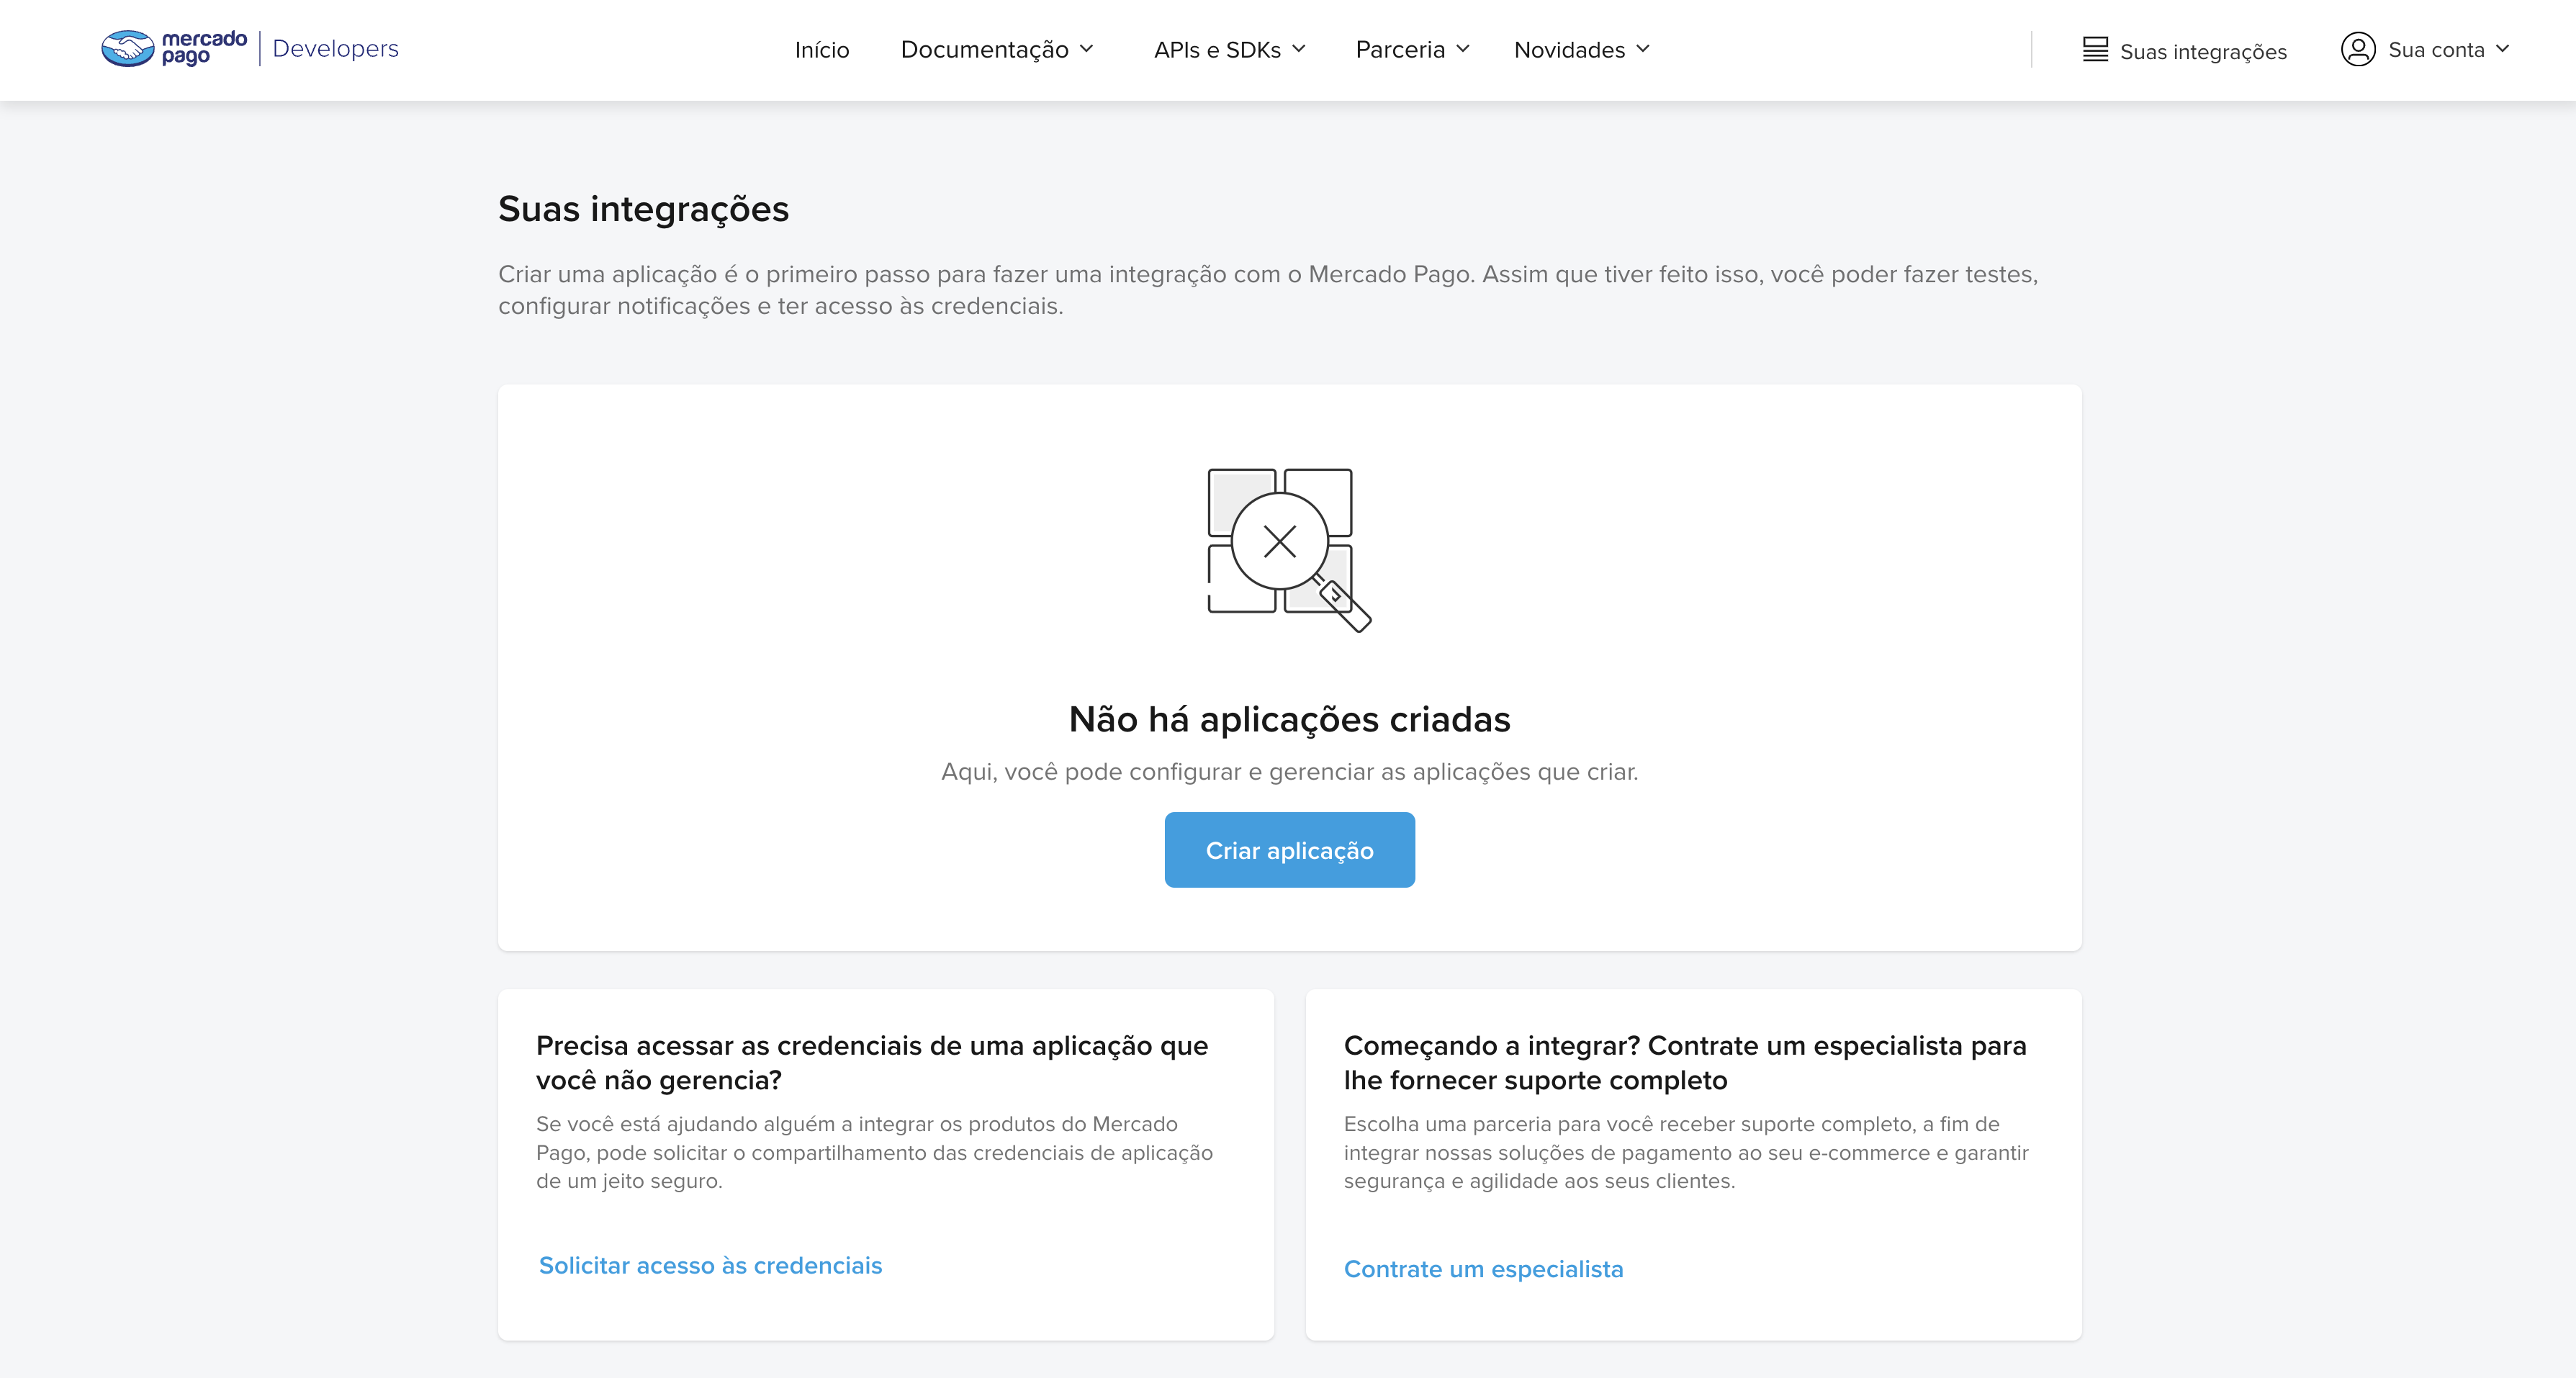 mercado
pago
Developers
Início
Documentação
APIs e SDKs
Parceria
Novidades
Suas integrações
Sua conta
Suas integrações
Criar uma aplicação é o primeiro passo para fazer uma integração com o Mercado Pago. Assim que tiver feito isso, você poder fazer testes,
configurar notificações e ter acesso às credenciais.
Não há aplicações criadas
Aqui, você pode configurar e gerenciar as aplicações que criar.
Criar aplicação
Precisa acessar as credenciais de uma aplicação que
você não gerencia?
Se você está ajudando alguém a integrar os produtos do Mercado
Pago, pode solicitar o compartilhamento das credenciais de aplicação
de um jeito seguro.
Solicitar acesso às credenciais
Começando a integrar? Contrate um especialista para
lhe fornecer suporte completo
Escolha uma parceria para você receber suporte completo, a fim de
integrar nossas soluções de pagamento ao seu e-commerce e garantir
segurança e agilidade aos seus clientes.
Contrate um especialista